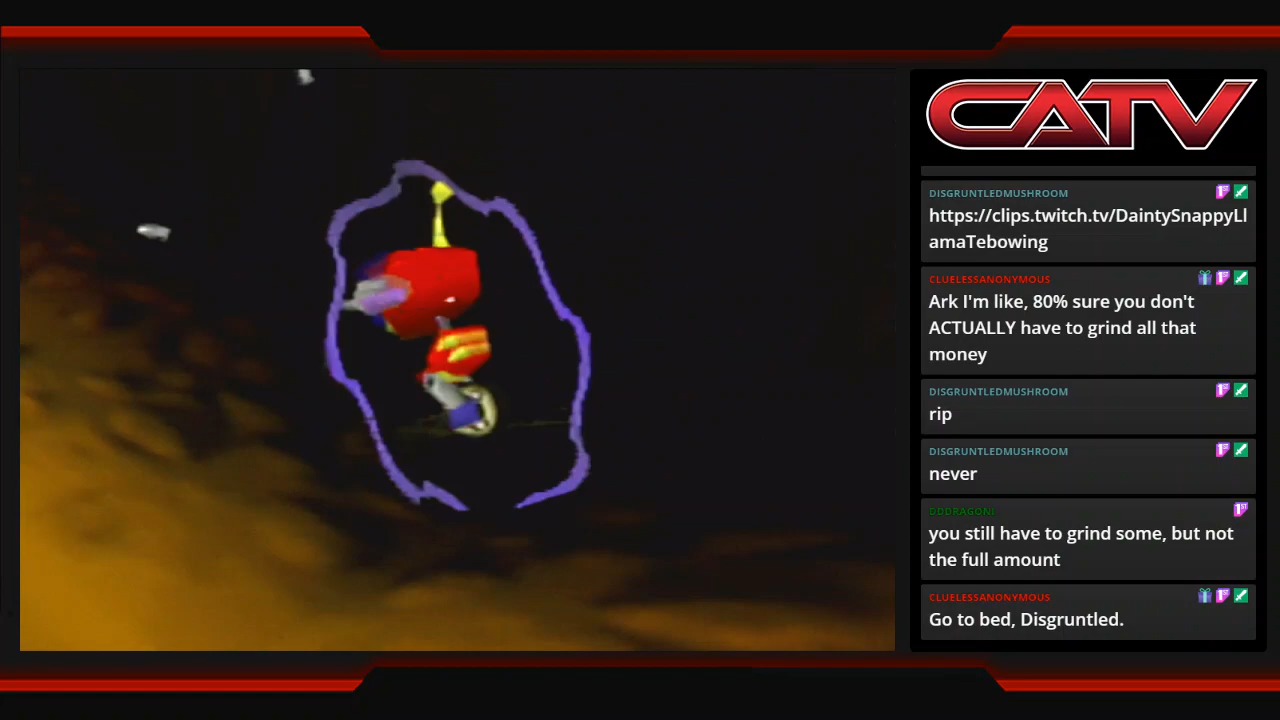 CATV
DISGRUNTLEDMUSHROOM
https://clips.twitch.tv/DaintySnappyLl
amaTebowing
CLUELESSANONYMOUS
Ark I'm like, 80% sure you don't
ACTUALLY have to grind all that
money
DISGRUNTLEDMUSHROOM
rip
DISGRUNTLEDMUSHROOM
never
DDDRAGONI
you still have to grind some, but not
the full amount
CLUELESSANONYMOUS
Go to bed, Disgruntled.